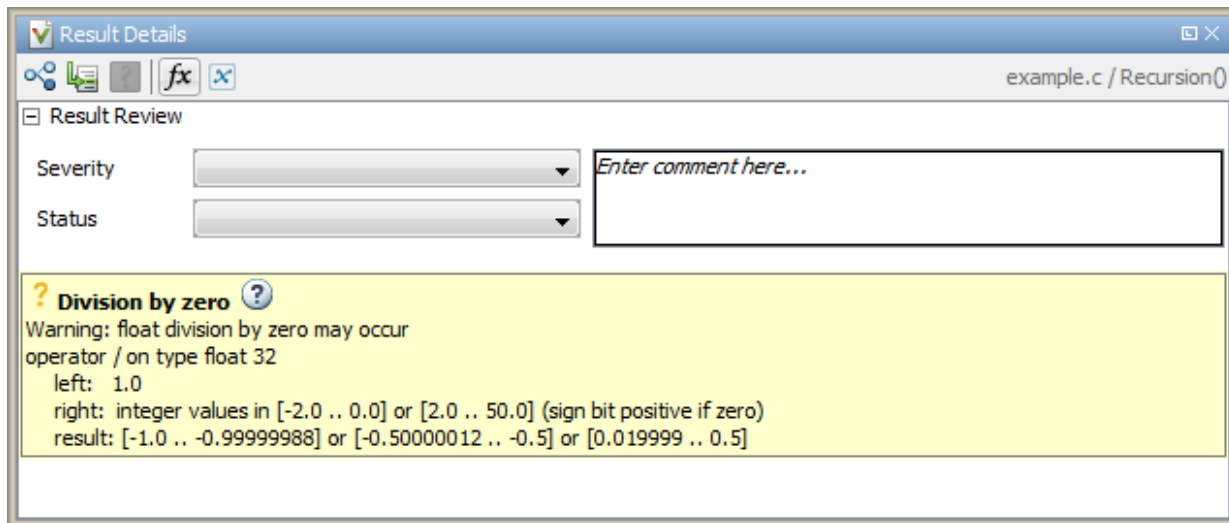 Result Details
fx x example.c / Recursion()
Result Review
Severity Enter comment here...
Status
? Division by zero ?
Warning: float division by zero may occur
operator / on type float 32
left: 1.0
right: integer values in [-2.0 .. 0.0] or [2.0 .. 50.0] (sign bit positive if zero)
result: [-1.0 .. -0.99999988] or [-0.50000012 .. -0.5] or [0.019999 .. 0.5]